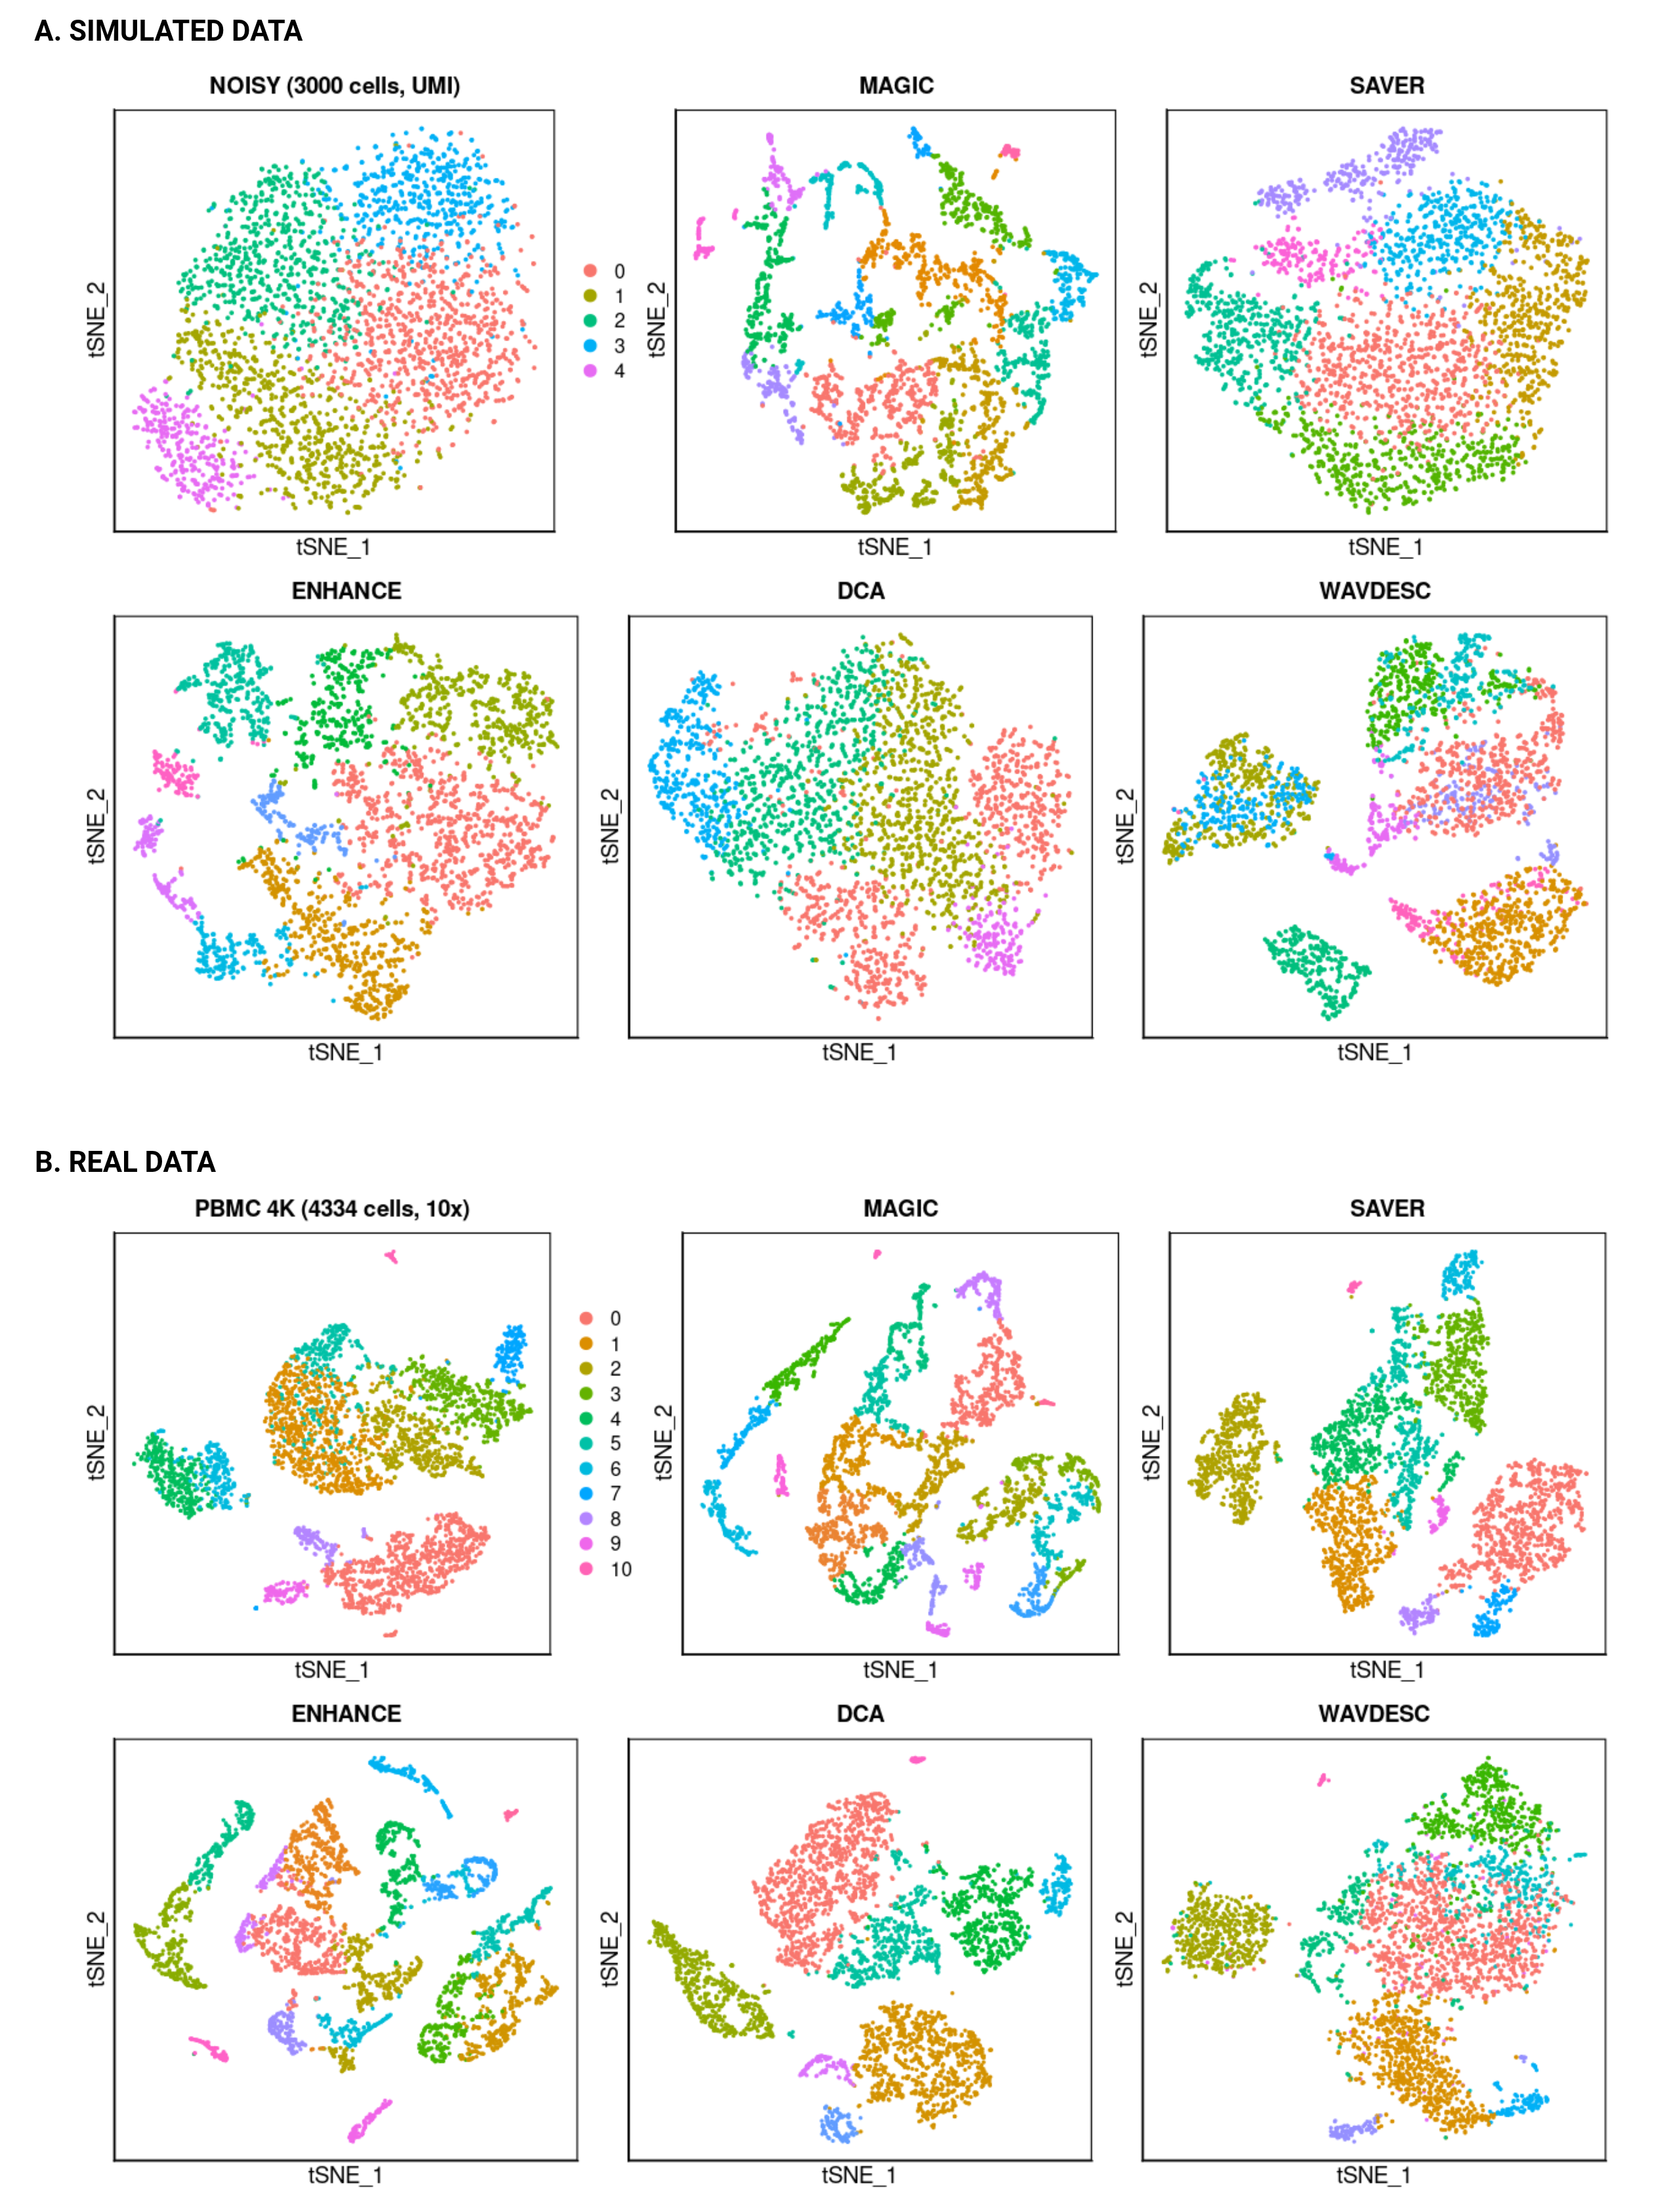 A. SIMULATED DATA
NOISY (3000 cells, UMI)
MAGIC
SAVER
tSNE_2
0
1
2
3
4
tSNE_2
tSNE_2
tSNE_1
tSNE_1
tSNE_1
ENHANCE
DCA
WAVDESC
tSNE_2
tSNE_2
tSNE_2
tSNE_1
tSNE_1
tSNE_1
B. REAL DATA
PBMC 4K (4334 cells, 10x)
MAGIC
SAVER
tSNE_2
0
1
2
3
4
5
6
7
8
9
10
tSNE_2
tSNE_2
tSNE_1
tSNE_1
tSNE_1
ENHANCE
DCA
WAVDESC
tSNE_2
tSNE_2
tSNE_2
tSNE_1
tSNE_1
tSNE_1